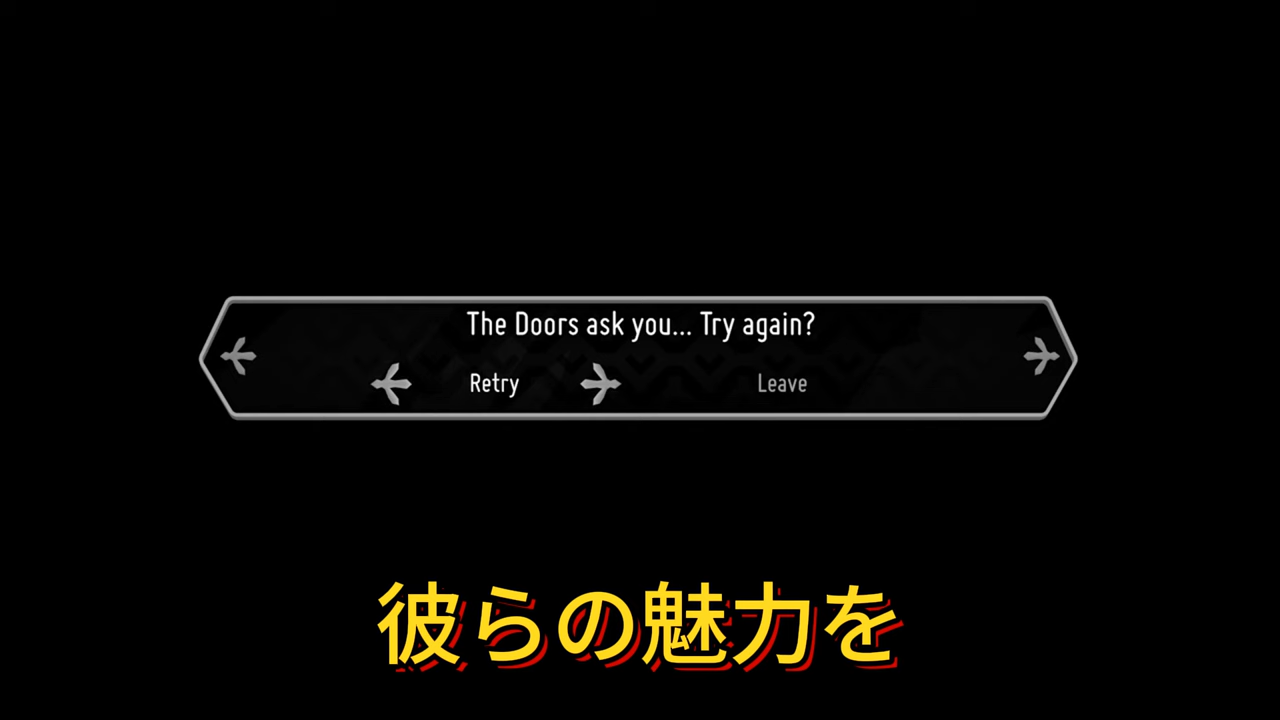 The Doors ask you... Try again?
Retry Leave
彼らの魅力を